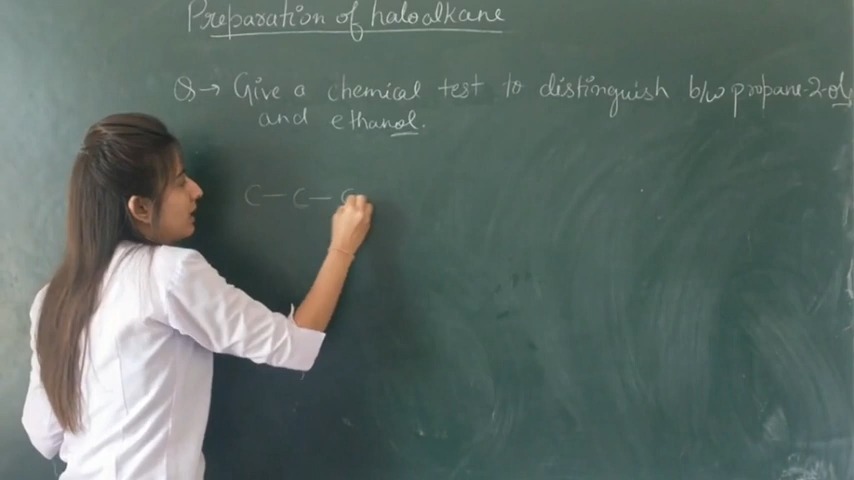 Preparation of haloalkane
Q → Give a chemical test to distinguish b/w propane-2-ol
and ethanol.
C — C — C